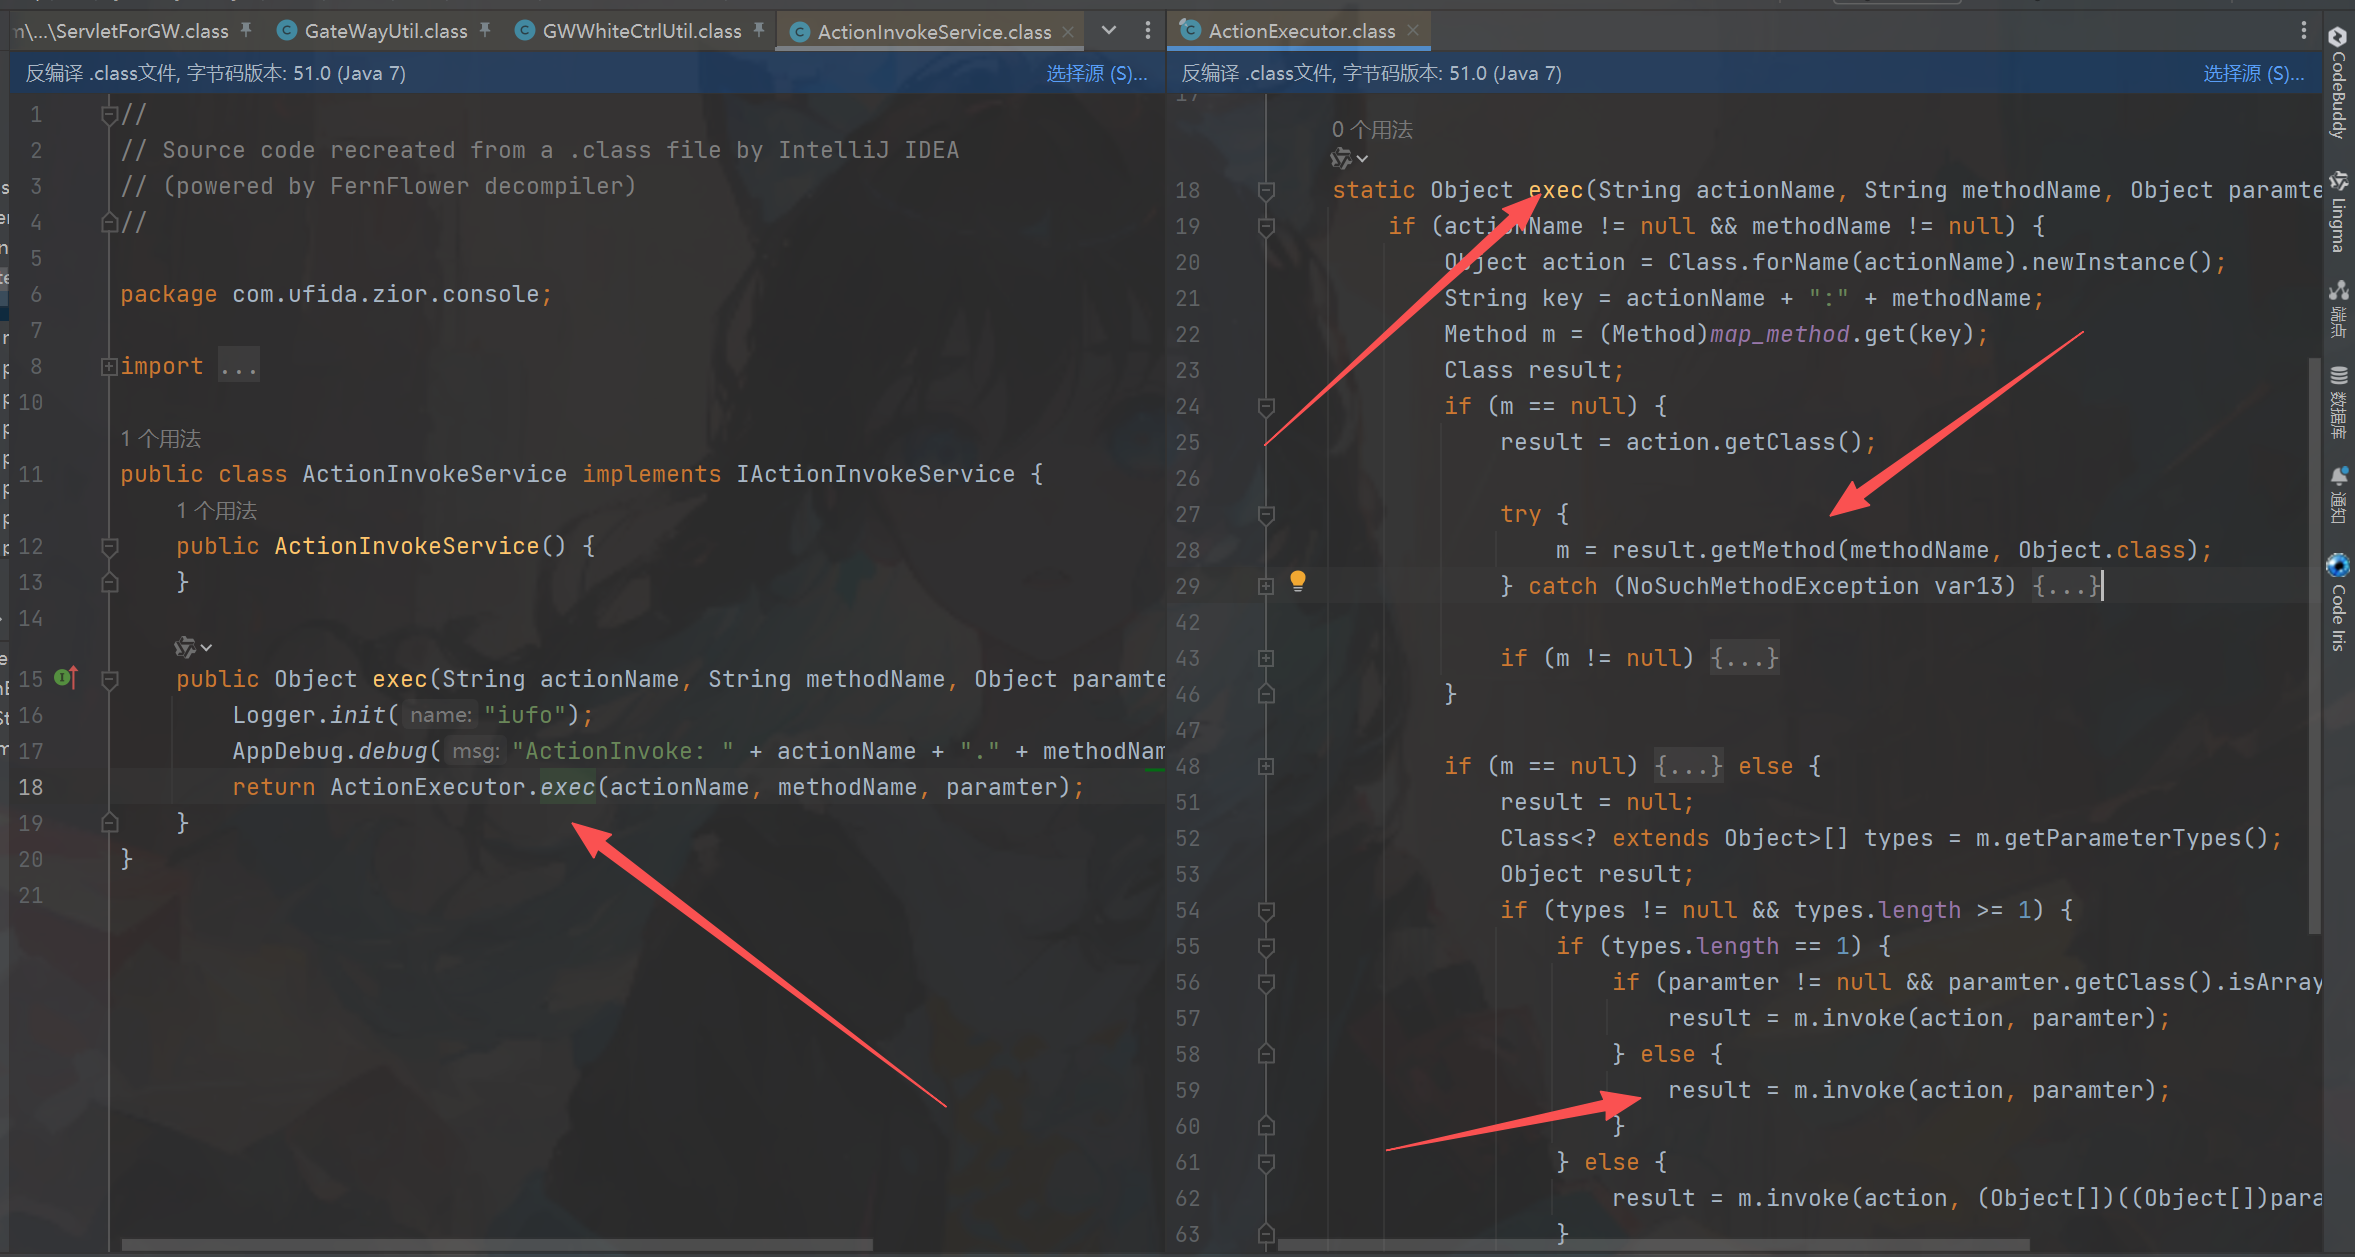 \...\ServletForGW.class
GateWayUtil.class
GWWhiteCtrlUtil.class
ActionInvokeService.class
ActionExecutor.class
反编译 .class文件, 字节码版本: 51.0 (Java 7)
选择源 (S)...
1 //
2 // Source code recreated from a .class file by IntelliJ IDEA
3 // (powered by FernFlower decompiler)
4 //
5
6 package com.ufida.zior.console;
7
8 import ...
10
1 个用法
11 public class ActionInvokeService implements IActionInvokeService {
1 个用法
12 public ActionInvokeService() {
13 }
14
15 public Object exec(String actionName, String methodName, Object paramte
16 Logger.init( name: "iufo");
17 AppDebug.debug( msg: "ActionInvoke: " + actionName + "." + methodNam
18 return ActionExecutor.exec(actionName, methodName, paramter);
19 }
20 }
21
反编译 .class文件, 字节码版本: 51.0 (Java 7)
选择源 (S)...
17
0 个用法
18 static Object exec(String actionName, String methodName, Object paramte
19 if (actionName != null && methodName != null) {
20 Object action = Class.forName(actionName).newInstance();
21 String key = actionName + ":" + methodName;
22 Method m = (Method)map_method.get(key);
23 Class result;
24 if (m == null) {
25 result = action.getClass();
26
27 try {
28 m = result.getMethod(methodName, Object.class);
29 } catch (NoSuchMethodException var13) {...}
42
43 if (m != null) {...}
46 }
47
48 if (m == null) {...} else {
51 result = null;
52 Class<? extends Object>[] types = m.getParameterTypes();
53 Object result;
54 if (types != null && types.length >= 1) {
55 if (types.length == 1) {
56 if (paramter != null && paramter.getClass().isArray
57 result = m.invoke(action, paramter);
58 } else {
59 result = m.invoke(action, paramter);
60 }
61 } else {
62 result = m.invoke(action, (Object[])((Object[])para
63 }
CodeBuddy
Lingma
端点
数据库
通知
Code Iris